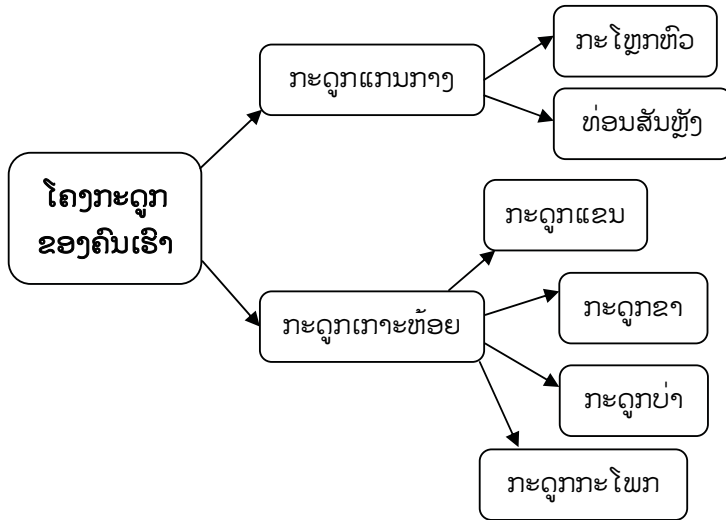 ກະໂຫຼກຫົວ
ກະດູກແກນກາງ
ທ່ອນສັນຫຼັງ
ໂຄງກະດູກ
ຂອງຄົນເຮົາ
ກະດູກແຂນ
ກະດູກຂາ
ກະດູກເກາະຫ້ອຍ
ກະດູກບ່າ
ກະດູກກະໂພກ